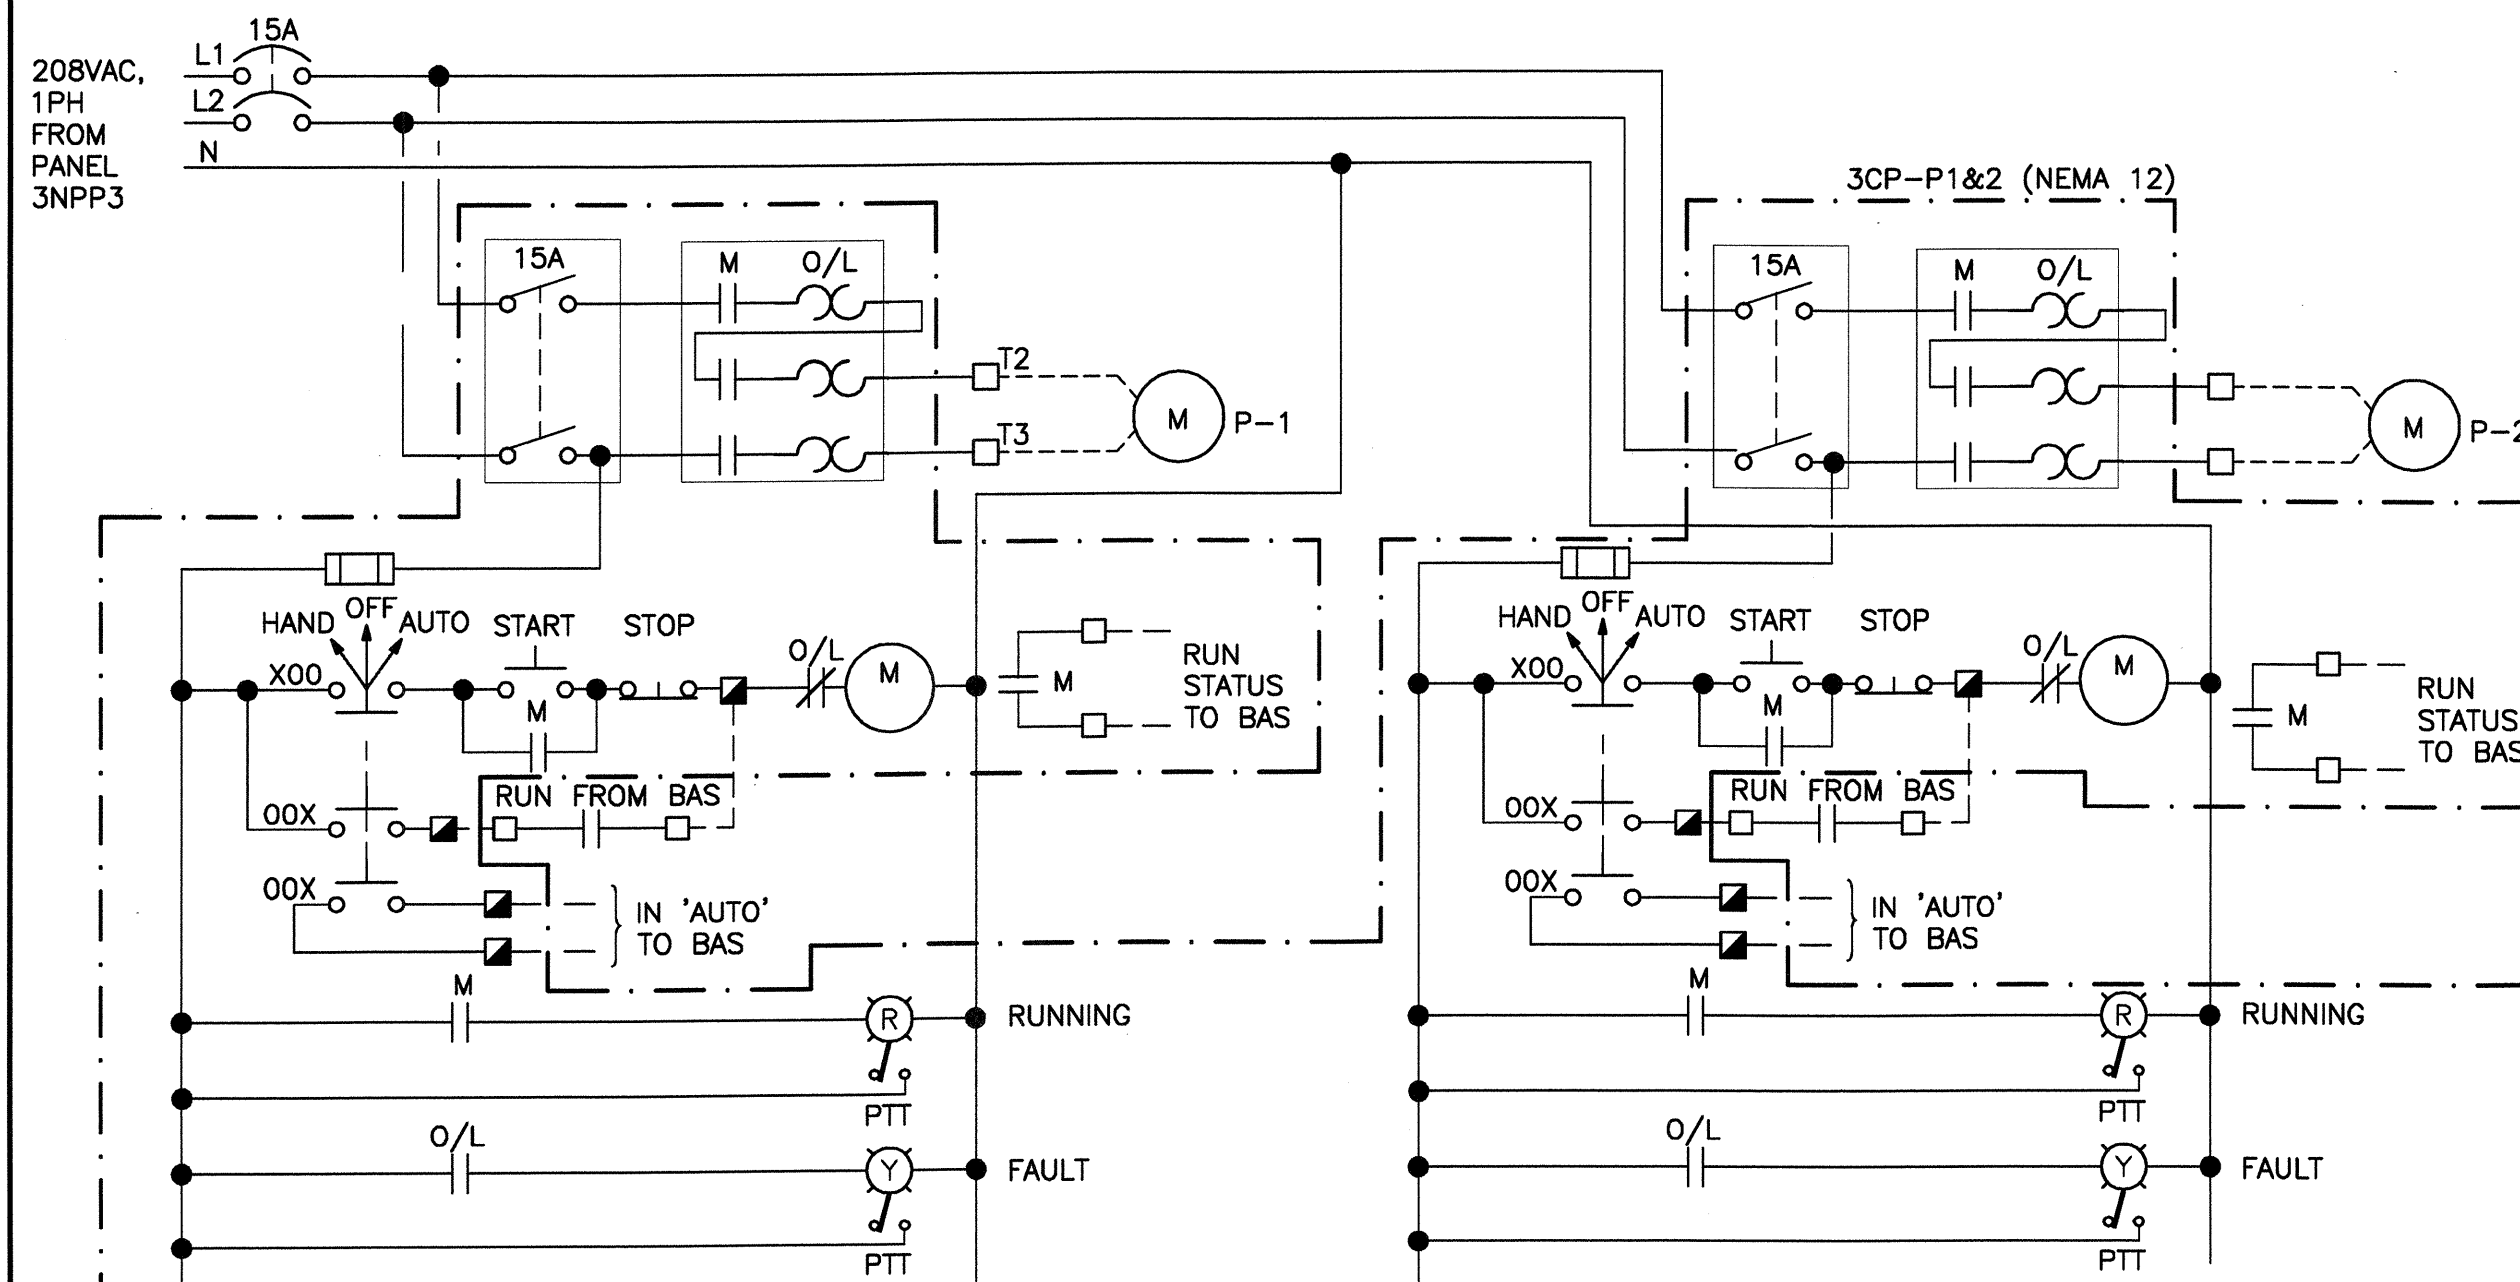 15A
L1
208VAC,
1PH
FROM
PANEL
3NPP3
L2
N
3CP-P1&2 (NEMA 12)
15A
M
O/L
T2
T3
M
P-1
15A
M
O/L
M
P-2
HAND
OFF
AUTO
START
STOP
X00
O/L
M
M
M
RUN
STATUS
TO BAS
00X
RUN FROM BAS
00X
IN 'AUTO'
TO BAS
M
R
RUNNING
PTT
O/L
Y
FAULT
PTT
HAND
OFF
AUTO
START
STOP
X00
O/L
M
M
M
RUN
STATUS
TO BAS
00X
RUN FROM BAS
00X
IN 'AUTO'
TO BAS
M
R
RUNNING
PTT
O/L
Y
FAULT
PTT